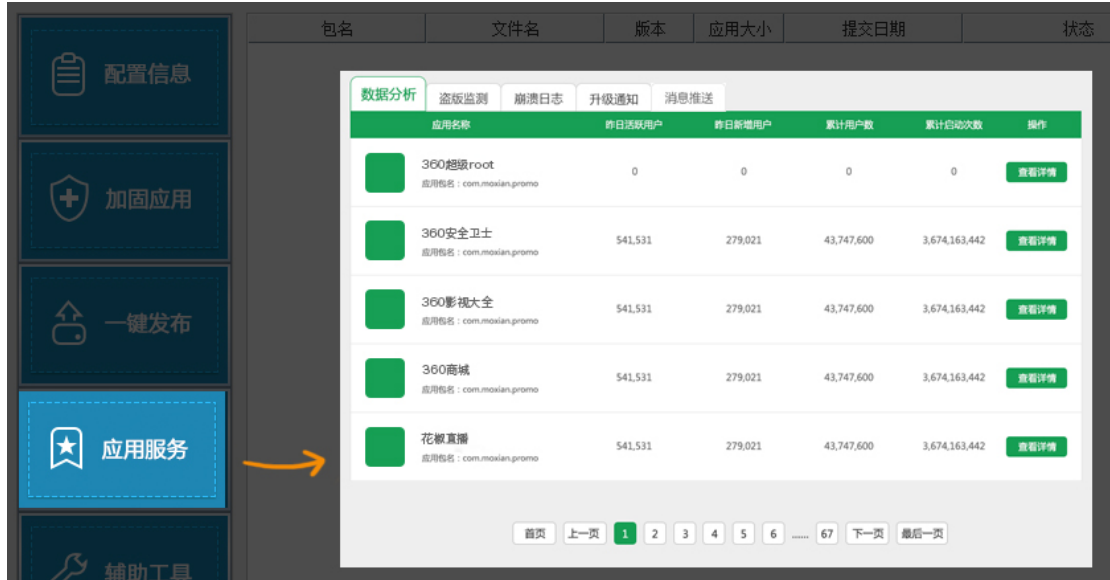 包名 文件名 版本 应用大小 提交日期 状态
配置信息
加固应用
一键发布
应用服务
辅助工具
数据分析 盗版监测 崩溃日志 升级通知 消息推送
应用名称 昨日活跃用户 昨日新增用户 累计用户数 累计启动次数 操作
360超级root
应用包名：com.moxian.promo
0 0 0 0 查看详情
360安全卫士
应用包名：com.moxian.promo
541,531 279,021 43,747,600 3,674,163,442 查看详情
360影视大全
应用包名：com.moxian.promo
541,531 279,021 43,747,600 3,674,163,442 查看详情
360商城
应用包名：com.moxian.promo
541,531 279,021 43,747,600 3,674,163,442 查看详情
花椒直播
应用包名：com.moxian.promo
541,531 279,021 43,747,600 3,674,163,442 查看详情
首页 上一页 1 2 3 4 5 6 ...... 67 下一页 最后一页